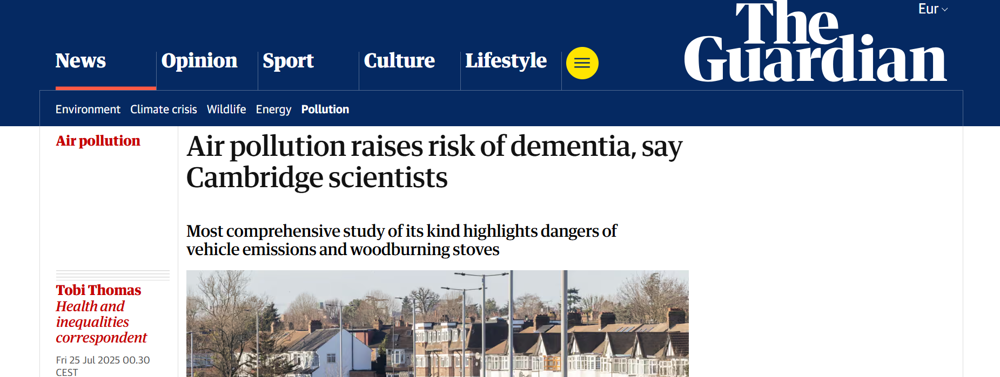 Eur
The
Guardian
News
Opinion
Sport
Culture
Lifestyle
Environment
Climate crisis
Wildlife
Energy
Pollution
Air pollution
Air pollution raises risk of dementia, say
Cambridge scientists
Most comprehensive study of its kind highlights dangers of
vehicle emissions and woodburning stoves
Tobi Thomas
Health and
inequalities
correspondent
Fri 25 Jul 2025 00.30
CEST